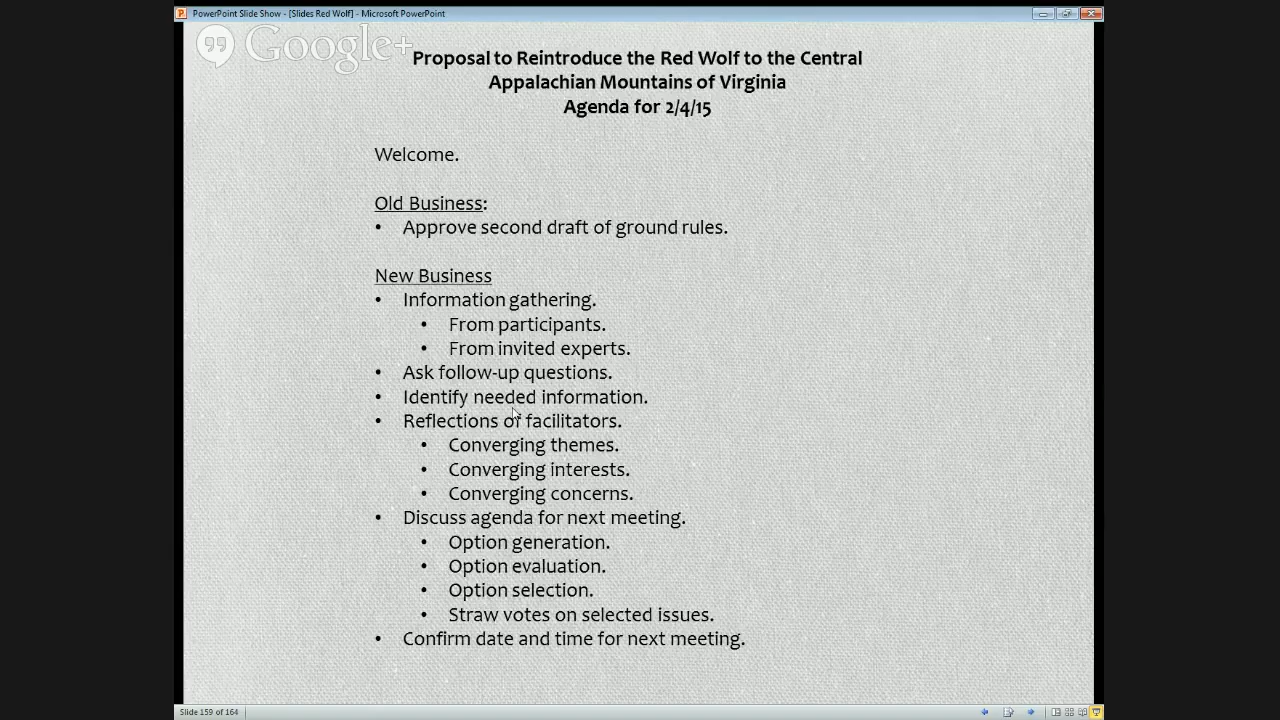 PowerPoint Slide Show - [Slides Red Wolf] - Microsoft PowerPoint
Google+
Proposal to Reintroduce the Red Wolf to the Central
Appalachian Mountains of Virginia
Agenda for 2/4/15
Welcome.
Old Business:
• Approve second draft of ground rules.
New Business
• Information gathering.
• From participants.
• From invited experts.
• Ask follow-up questions.
• Identify needed information.
• Reflections of facilitators.
• Converging themes.
• Converging interests.
• Converging concerns.
• Discuss agenda for next meeting.
• Option generation.
• Option evaluation.
• Option selection.
• Straw votes on selected issues.
• Confirm date and time for next meeting.
Slide 159 of 164